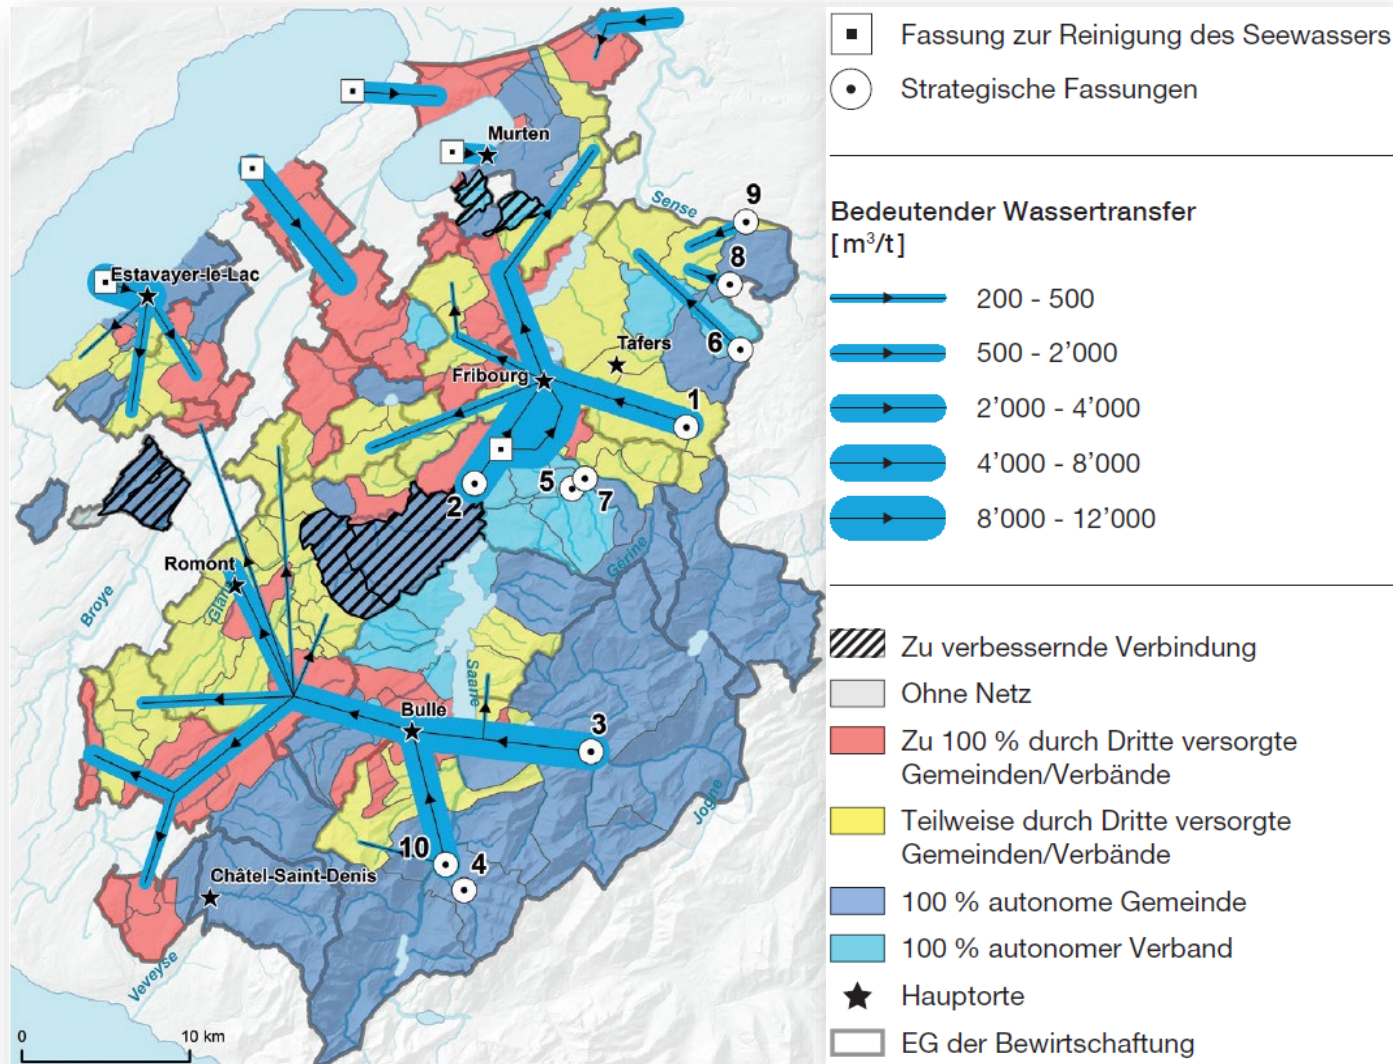 Murten
Sense
9
8
Estavayer-le-Lac
6
Tafers
Fribourg
1
5
2
7
Gérine
Romont
Glane
Broye
Saane
Bulle
3
Jogne
10
4
Châtel-Saint-Denis
Veveyse
0
10 km
Fassung zur Reinigung des Seewassers
Strategische Fassungen
Bedeutender Wassertransfer
[m³/t]
200 - 500
500 - 2'000
2'000 - 4'000
4'000 - 8'000
8'000 - 12'000
Zu verbessernde Verbindung
Ohne Netz
Zu 100 % durch Dritte versorgte
Gemeinden/Verbände
Teilweise durch Dritte versorgte
Gemeinden/Verbände
100 % autonome Gemeinde
100 % autonomer Verband
Hauptorte
EG der Bewirtschaftung